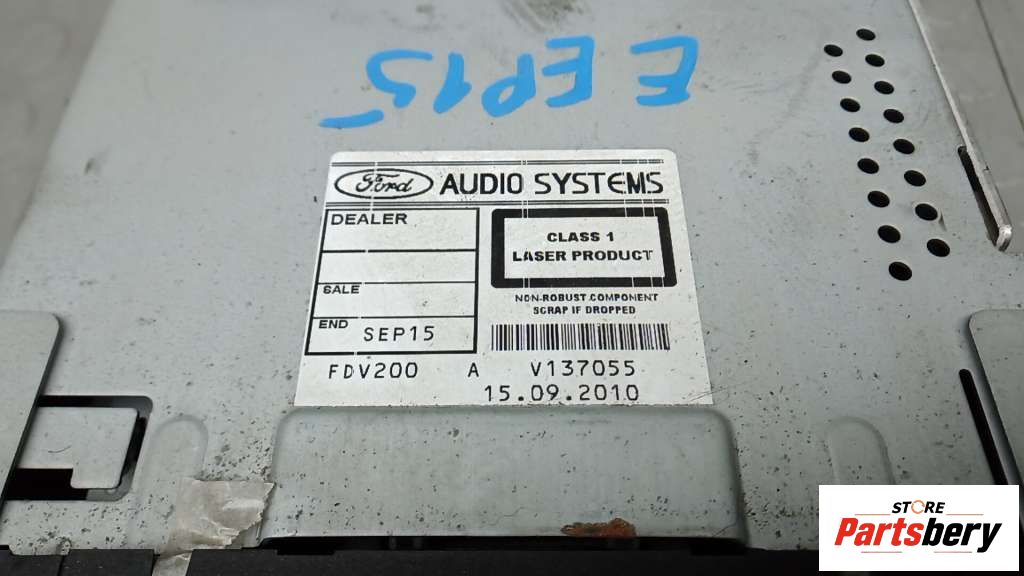 E EP15
Ford AUDIO SYSTEMS
DEALER
SALE
END SEP15
CLASS 1
LASER PRODUCT
NON-ROBUST COMPONENT
SCRAP IF DROPPED
FDV200 A V137055
15.09.2010
STORE
Partsbery